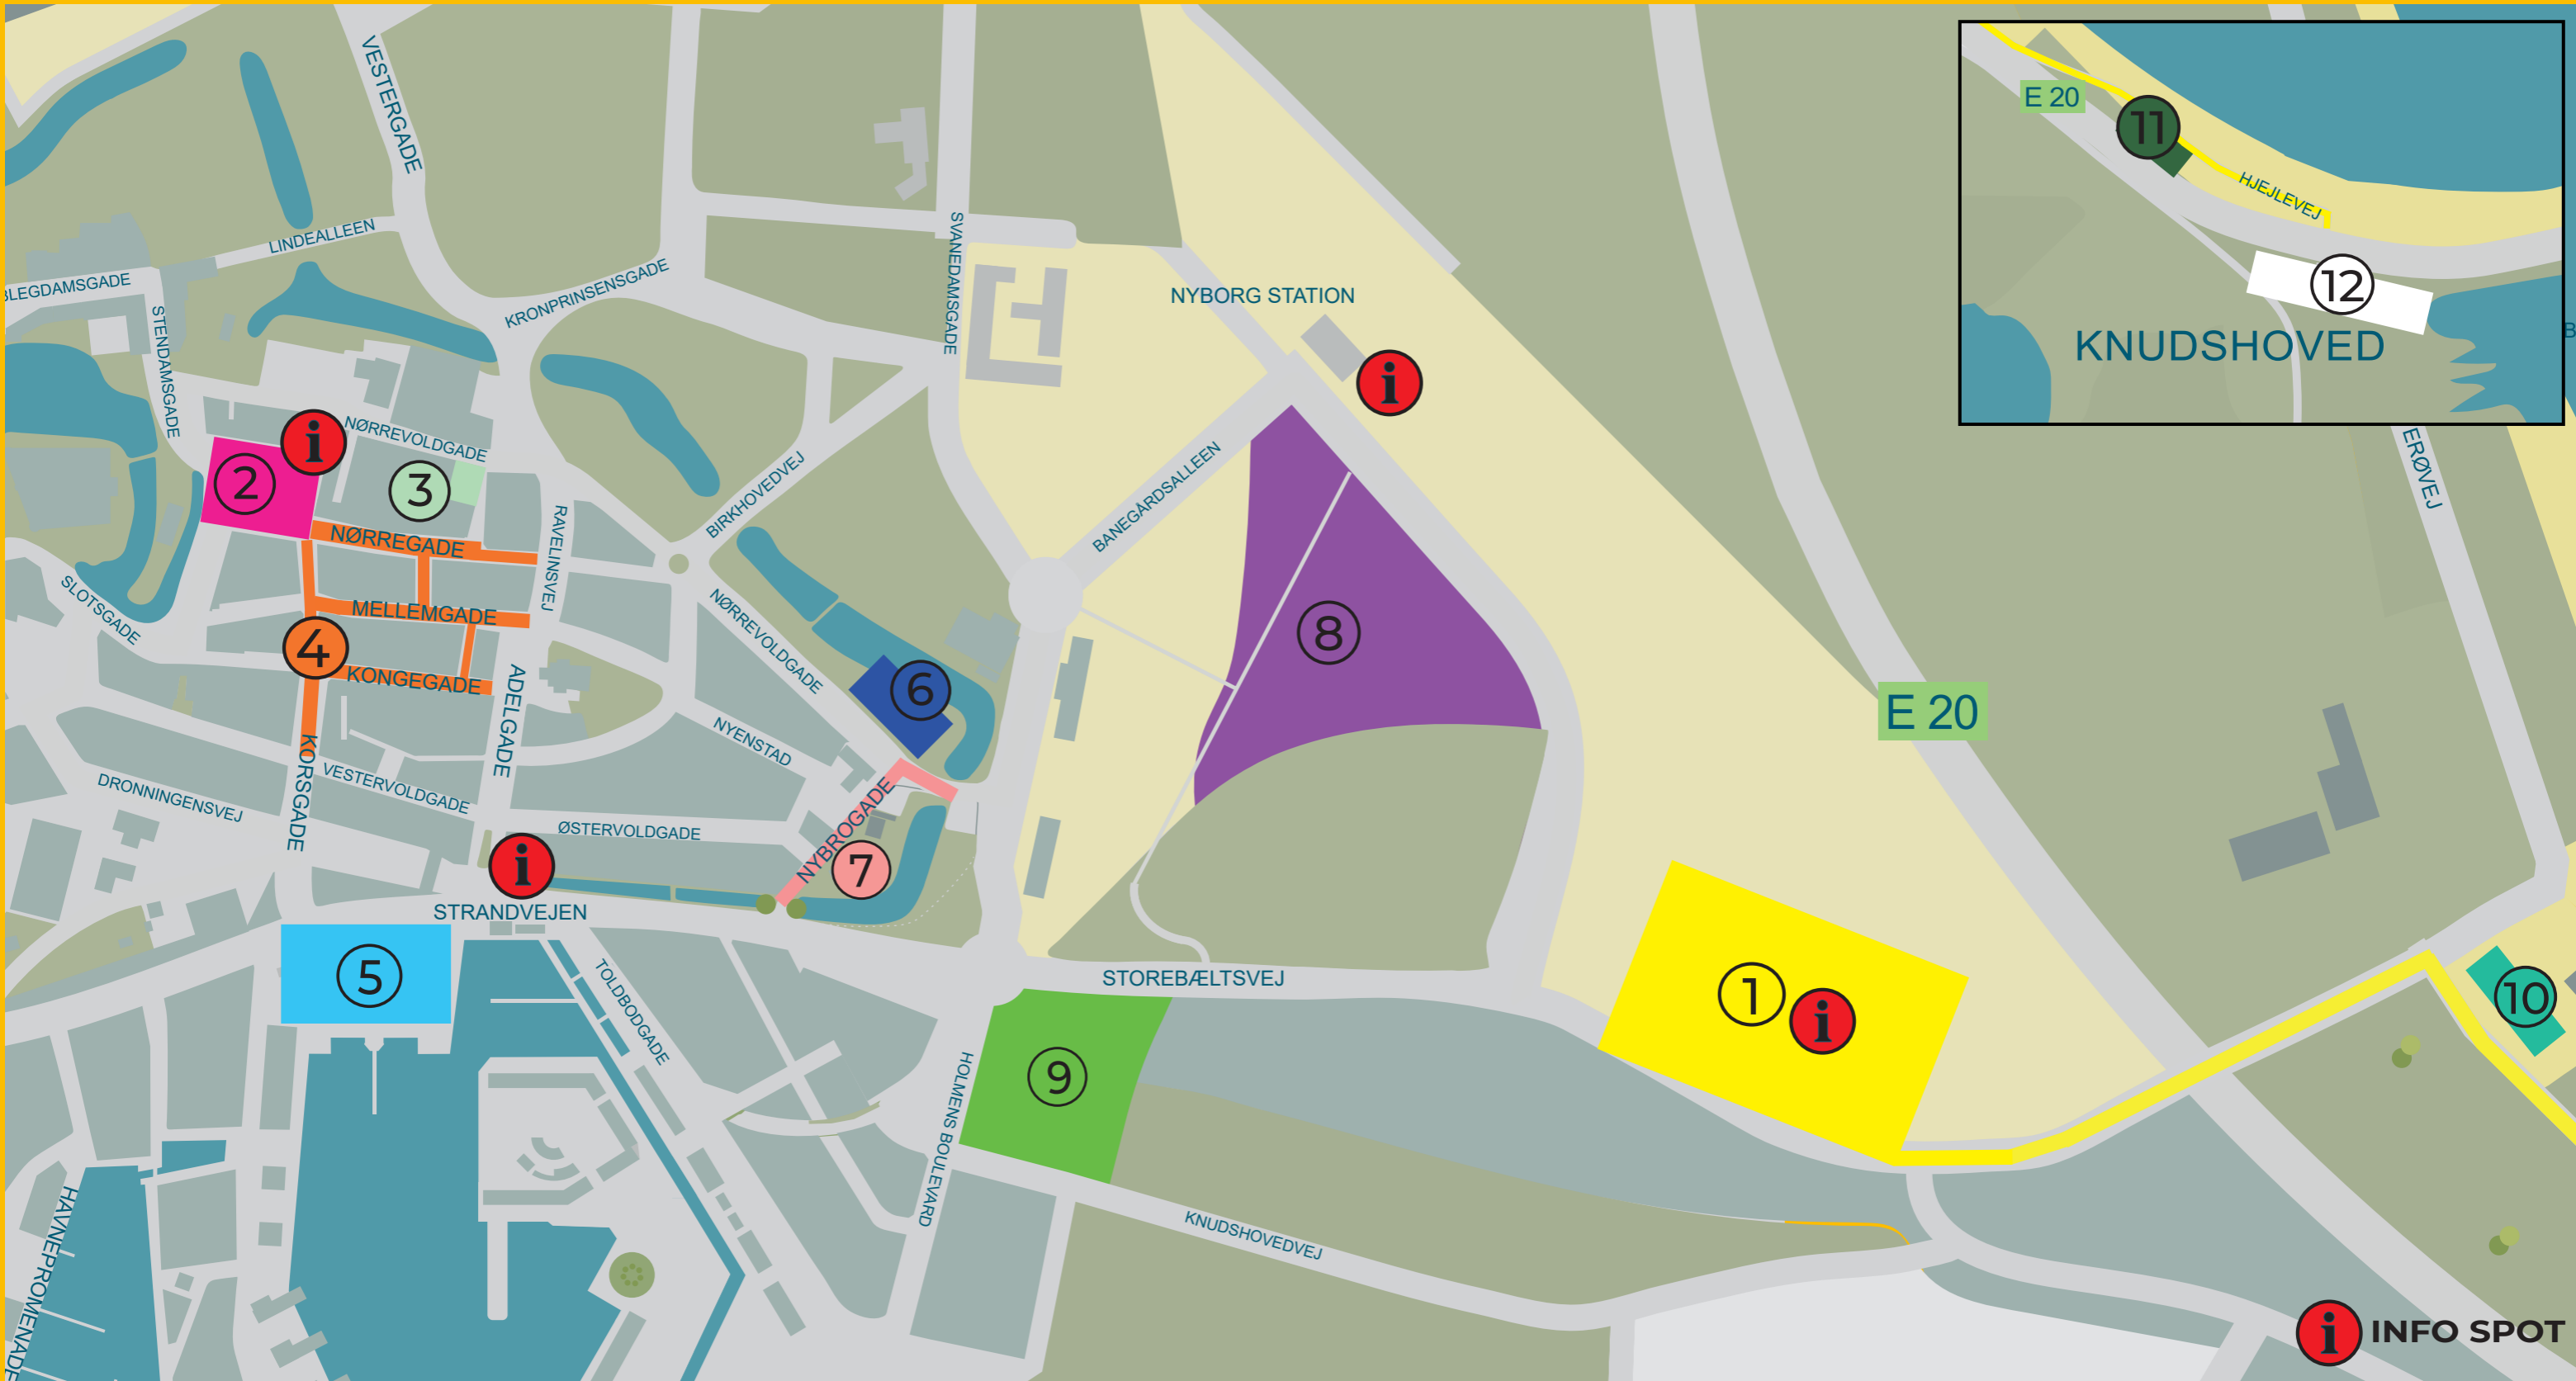 VESTERGADE
LINDEALLEEN
BLEGDAMSGADE
STENDAMSGADE
KRONPRINSENSGADE
SVANEDAMSGADE
NYBORG STATION
i
E 20
11
HJEJLEVEJ
12
KNUDSHOVED
B
ERØVEJ
i
2
NØRREVOLDGADE
3
NØRREGADE
RAVELINSVEJ
BIRKHOVEDVEJ
BANEGÅRDSALLEEN
SLOTSGADE
MELLEMGADE
4
KONGEGADE
ADELGADE
NØRREVOLDGADE
6
8
E 20
NYENSTAD
KORSGADE
VESTERVOLDGADE
DRONNINGENSVEJ
ØSTERVOLDGADE
NYBROGADE
7
i
STRANDVEJEN
5
TOLDBODGADE
STOREBÆLTSVEJ
1
i
10
9
HOLMENS BOULEVARD
KNUDSHOVEDVEJ
HAVNEPROMENADE
i INFO SPOT